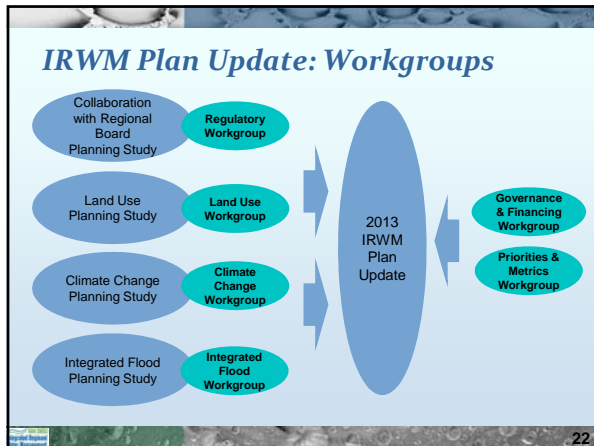 IRWM Plan Update: Workgroups
Collaboration
with Regional
Board
Planning Study
Regulatory
Workgroup
Land Use
Planning Study
Land Use
Workgroup
Climate Change
Planning Study
Climate
Change
Workgroup
Integrated Flood
Planning Study
Integrated
Flood
Workgroup
2013
IRWM
Plan
Update
Governance
& Financing
Workgroup
Priorities &
Metrics
Workgroup
Integrated Regional
22